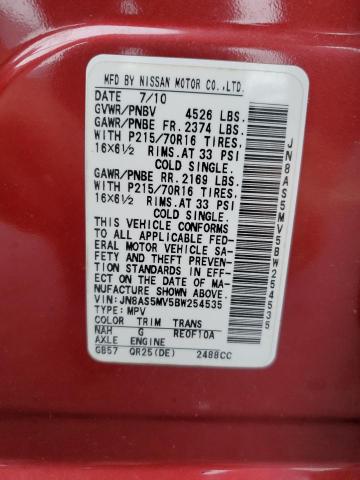 MFD BY NISSAN MOTOR CO.,LTD.
DATE 7/10
GVWR/PNBV 4526 LBS.
GAWR/PNBE FR. 2374 LBS.
WITH P215/70R16 TIRES.
16X6½ RIMS. AT 33 PSI
COLD SINGLE.
GAWR/PNBE RR. 2169 LBS.
WITH P215/70R16 TIRES.
16X6½ RIMS. AT 33 PSI
COLD SINGLE.
THIS VEHICLE CONFORMS
TO ALL APPLICABLE FED-
ERAL MOTOR VEHICLE SA-
FETY AND THEFT PREVENTION
STANDARDS IN EFF-
ECT ON THE DATE OF MA-
NUFACTURE SHOWN ABOVE.
VIN: JN8AS5MV5BW254535
TYPE: MPV
COLOR TRIM TRANS
NAH G RE0F10A
AXLE ENGINE
GB57 QR25(DE) 2488CC
JN8AS5MV5BW254535